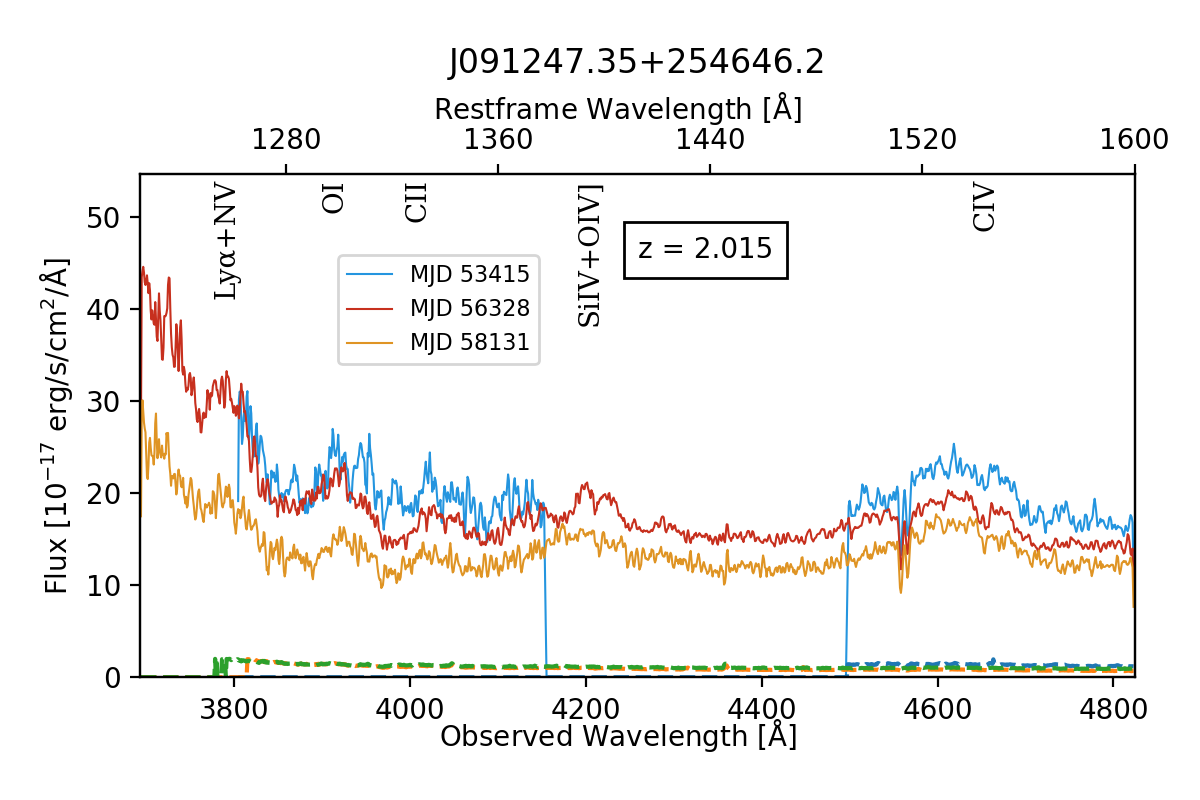 J091247.35+254646.2
Restframe Wavelength [Å]
1280 1360 1440 1520 1600
Lyα+NV
OI
CII
SiIV+OIV]
CIV
z = 2.015
MJD 53415
MJD 56328
MJD 58131
Flux [10⁻¹⁷ erg/s/cm²/Å]
50
40
30
20
10
0
3800 4000 4200 4400 4600 4800
Observed Wavelength [Å]